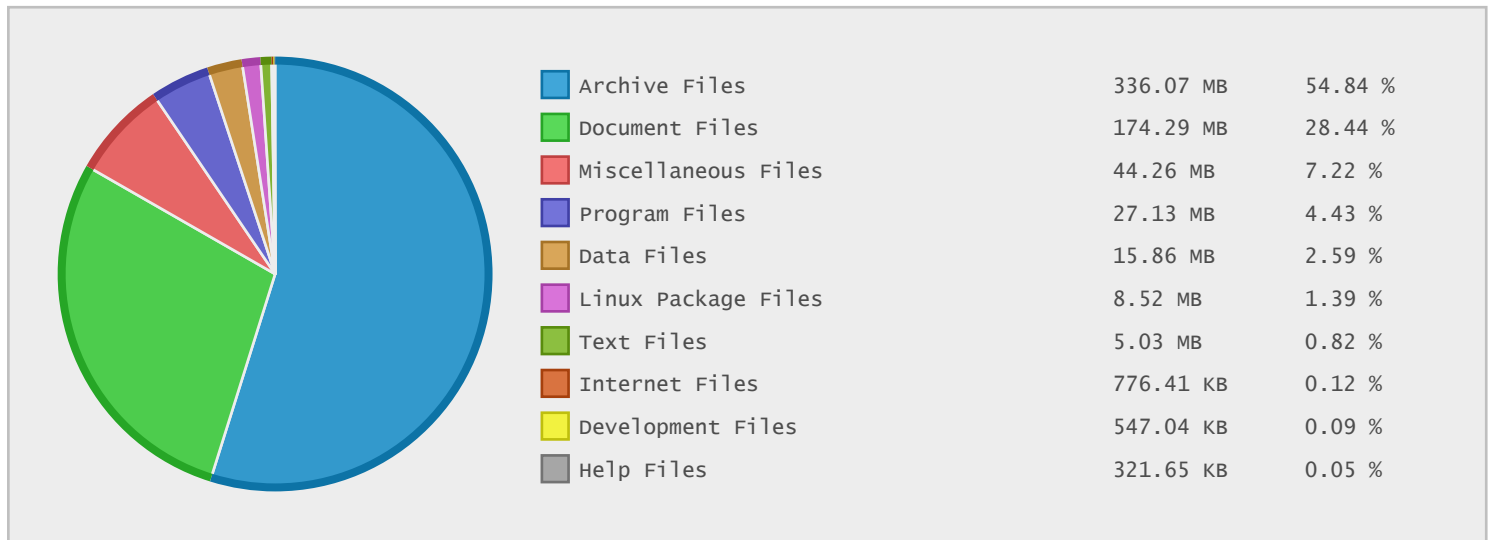 Archive Files 336.07 MB 54.84 %
Document Files 174.29 MB 28.44 %
Miscellaneous Files 44.26 MB 7.22 %
Program Files 27.13 MB 4.43 %
Data Files 15.86 MB 2.59 %
Linux Package Files 8.52 MB 1.39 %
Text Files 5.03 MB 0.82 %
Internet Files 776.41 KB 0.12 %
Development Files 547.04 KB 0.09 %
Help Files 321.65 KB 0.05 %